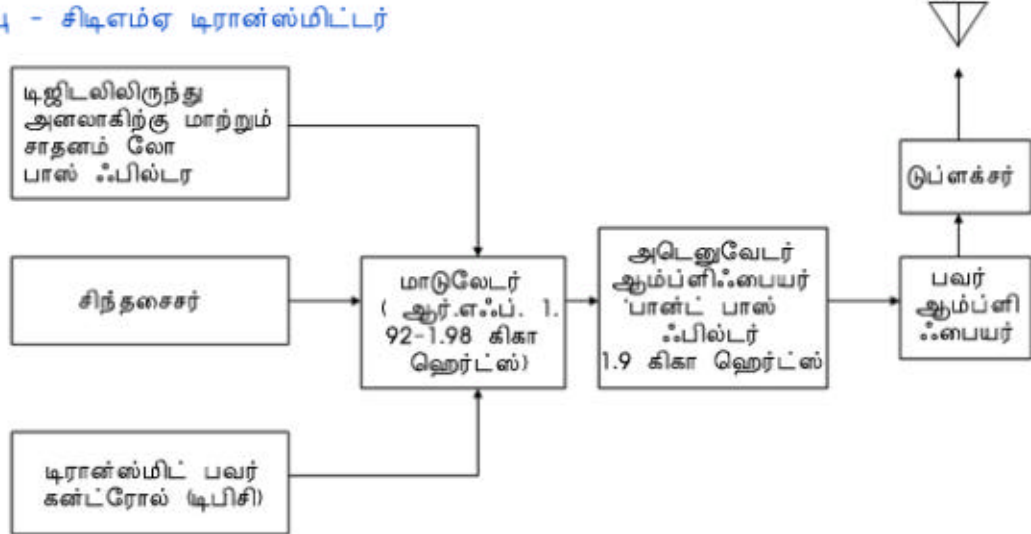 - சிடிஎம்ஏ டிரான்ஸ்மிட்டர்
டிஜிடலிலிருந்து
அனலாகிற்கு மாற்றும்
சாதனம் லோ
பாஸ் ஃபில்டர
சிந்தசைசர்
டிரான்ஸ்மிட் பவர்
கன்ட்ரோல் (டிபிசி)
மாடுலேடர்
( ஆர்.எஃப். 1.
92-1.98 கிகா
ஹெர்ட்ஸ்)
அடெனுவேடர்
ஆம்ப்ளிஃபையர்
'பான்ட் பாஸ்
ஃபில்டர்
1.9 கிகா ஹெர்ட்ஸ்
பவர்
ஆம்ப்ளி
ஃபையர்
டுப்ளக்சர்